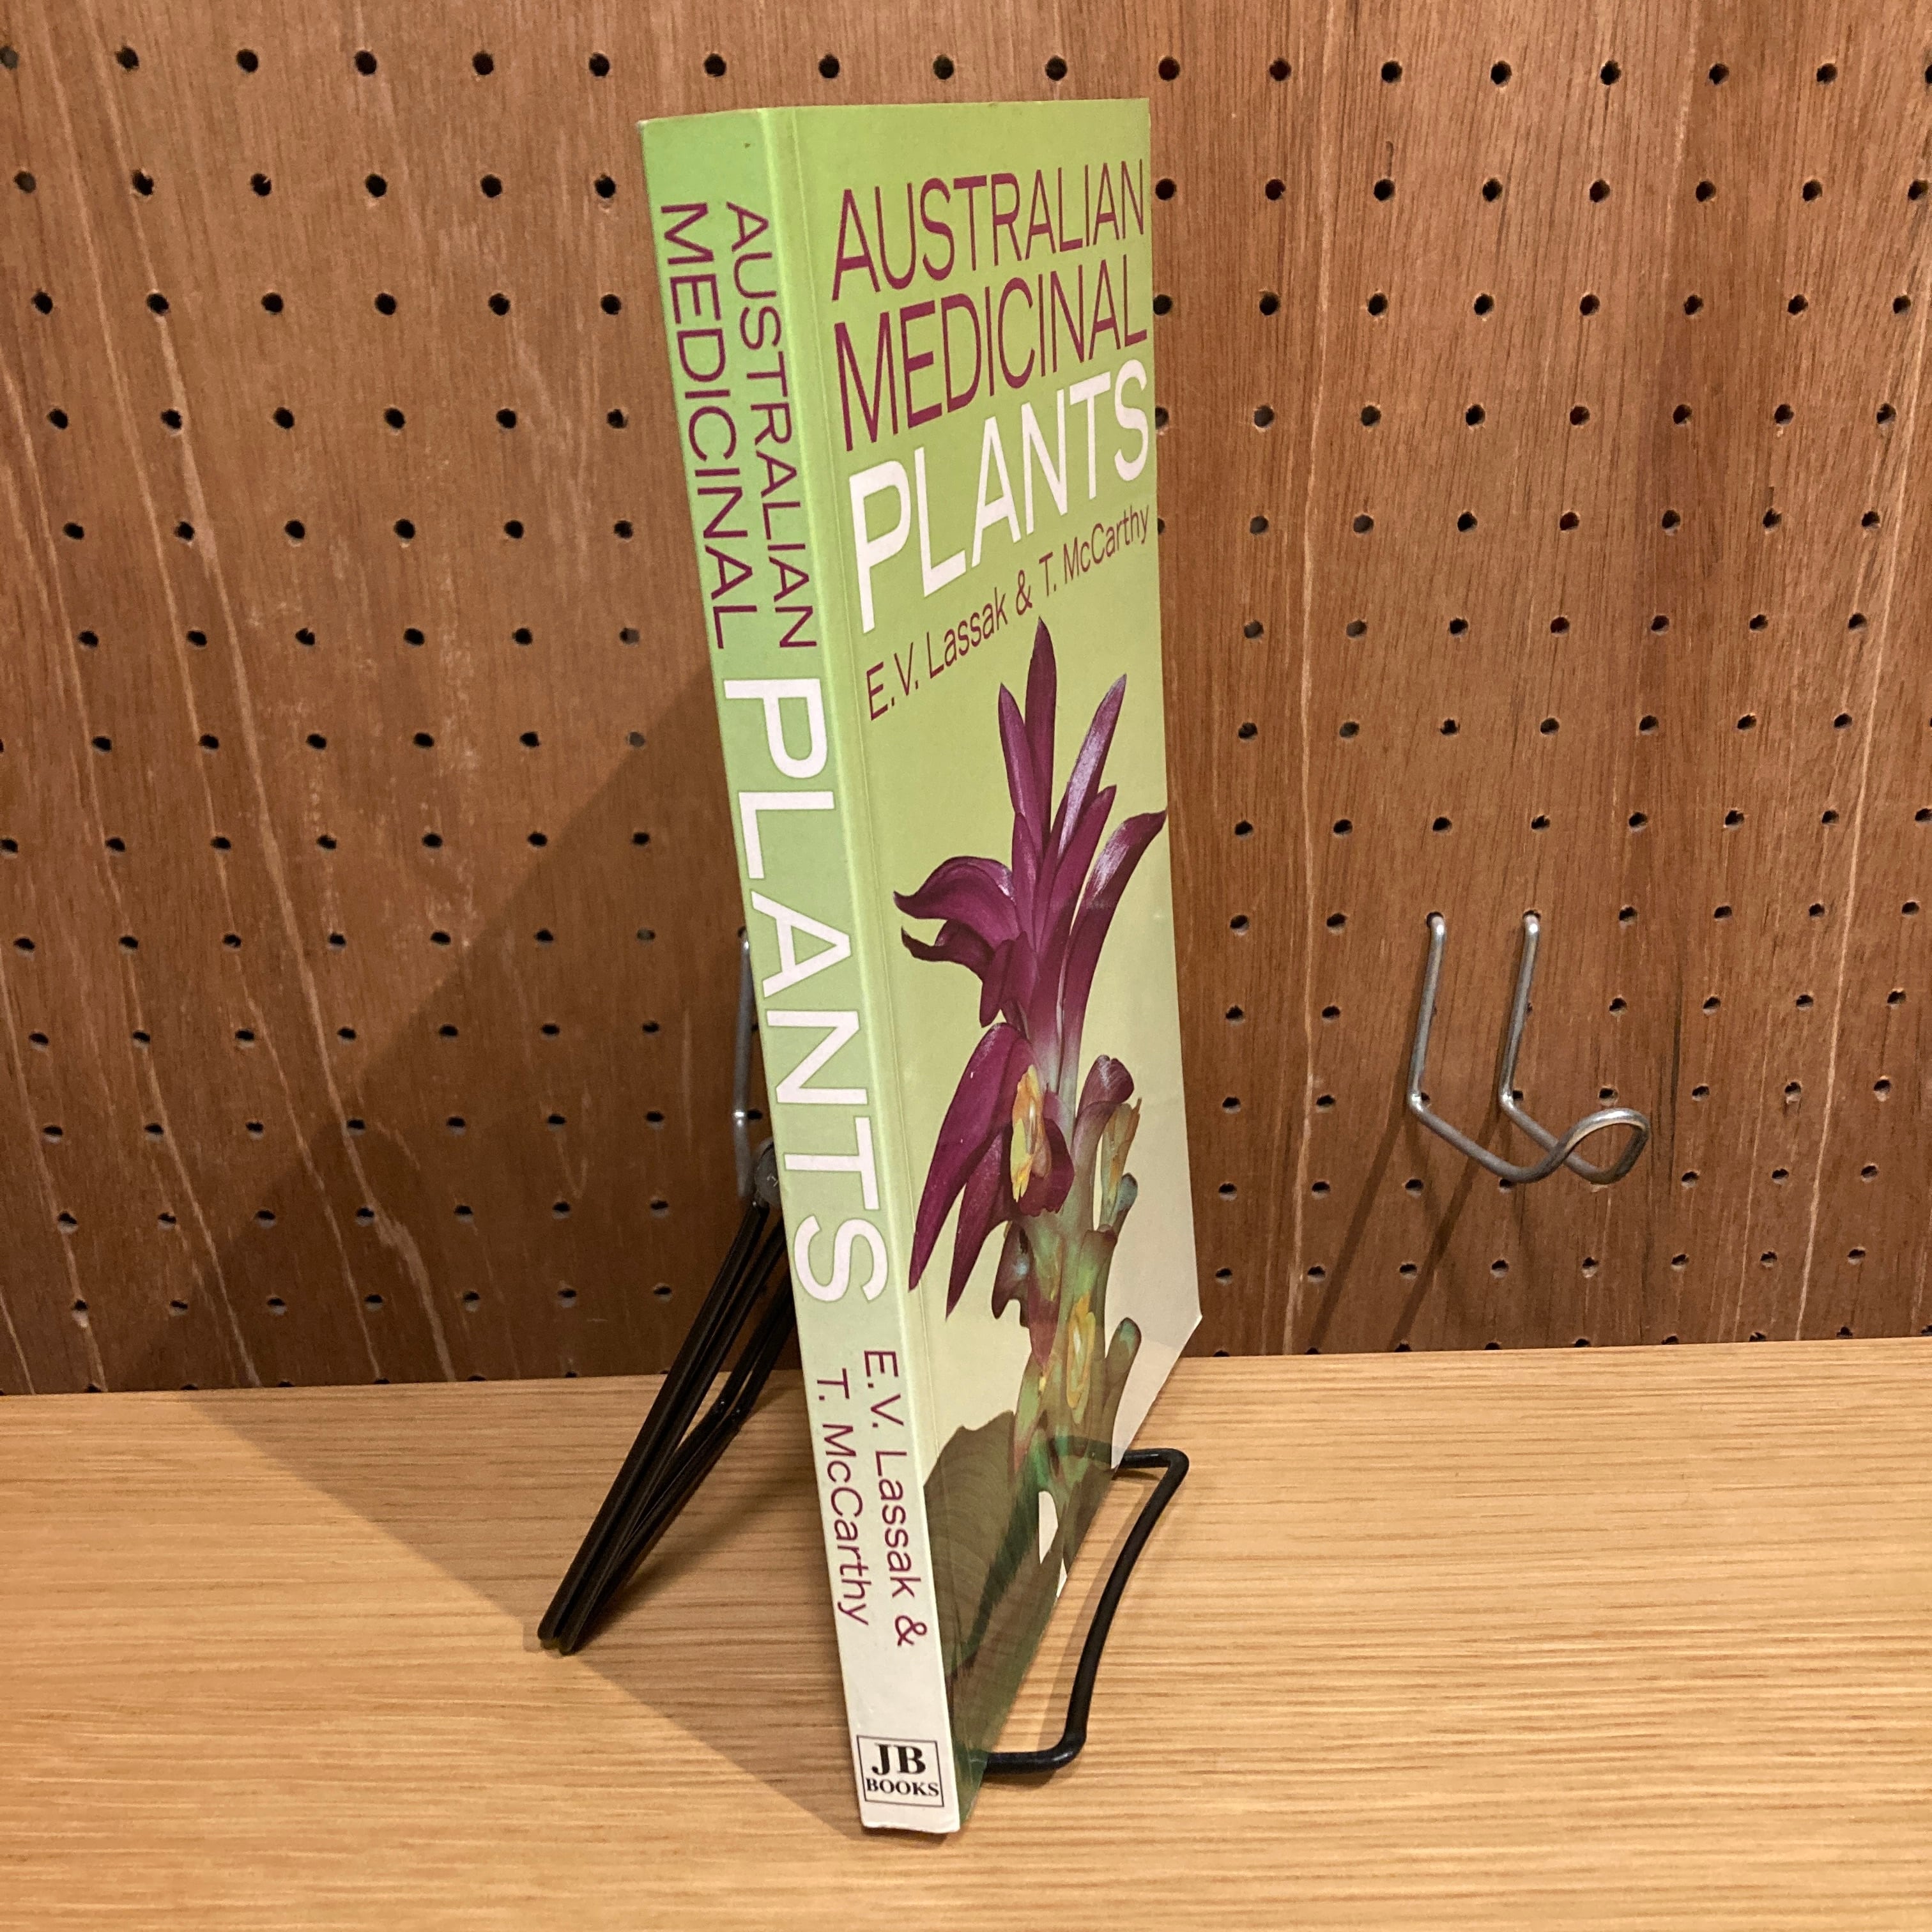 AUSTRALIAN
MEDICINAL
PLANTS
E.V. Lassak &
T. McCarthy
JB
BOOKS
AUSTRALIAN
MEDICINAL
PLANTS
E.V. Lassak & T. McCarthy